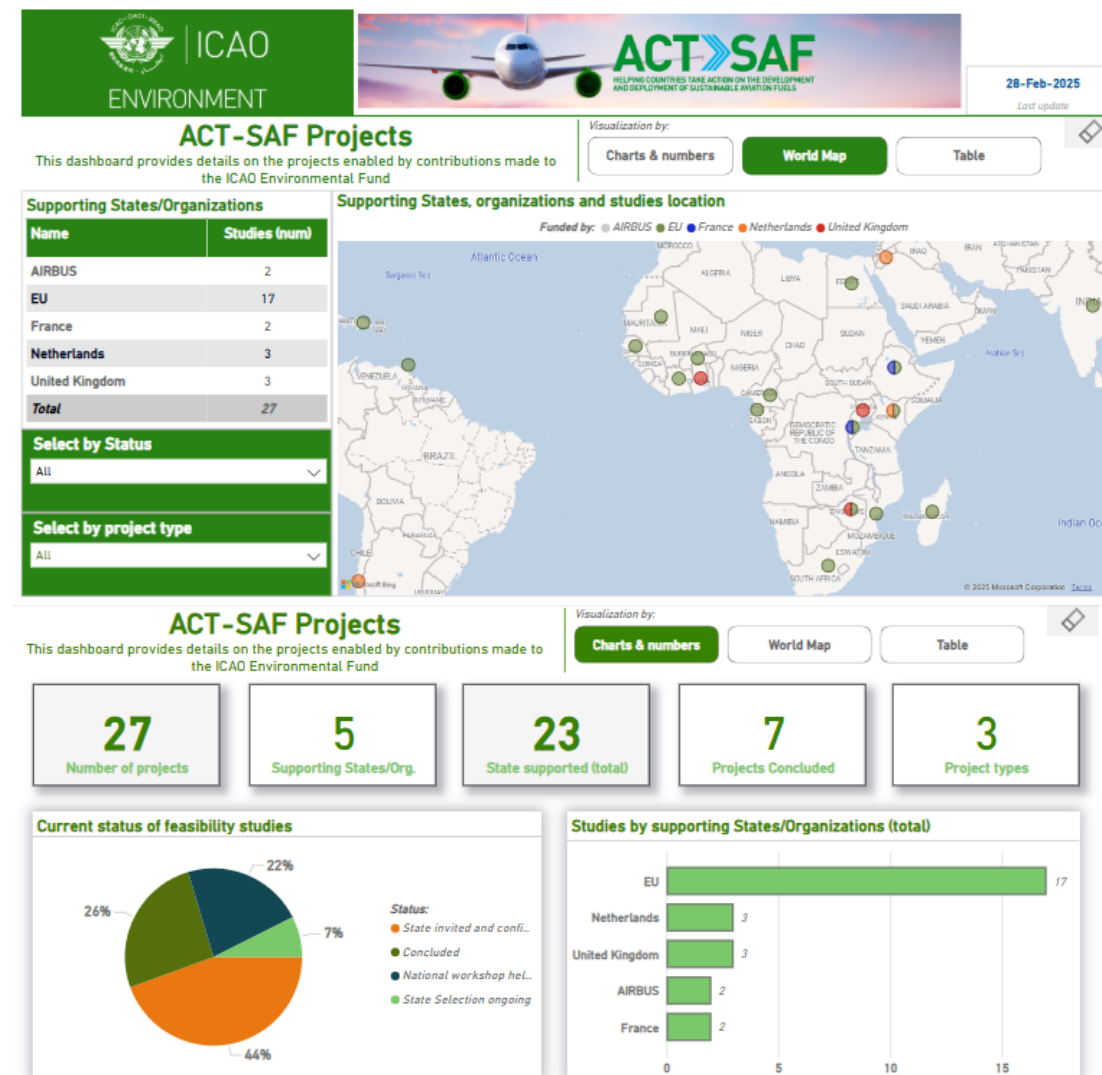 ICAO
ENVIRONMENT
ACT>>SAF
HELPING COUNTRIES TAKE ACTION ON THE DEVELOPMENT
AND DEPLOYMENT OF SUSTAINABLE AVIATION FUELS
28-Feb-2025
Last update
ACT-SAF Projects
This dashboard provides details on the projects enabled by contributions made to
the ICAO Environmental Fund
Visualization by:
Charts & numbers
World Map
Table
Supporting States/Organizations
Name Studies (num)
AIRBUS 2
EU 17
France 2
Netherlands 3
United Kingdom 3
Total 27
Select by Status
All
Select by project type
All
Supporting States, organizations and studies location
Funded by: AIRBUS EU France Netherlands United Kingdom
Atlantic Ocean
Sargasso Sea
MOROCCO
ALGERIA
LIBYA
IRAQ
IRAN
AFGHANISTAN
PAKISTAN
SAUDI ARABIA
OMAN
MALI
NIGER
CHAD
SUDAN
YEMEN
Arabian Sea
GUINEA
NIGERIA
SOUTH SUDAN
SOMALIA
VENEZUELA
GUYANA
SURINAME
GABON
DEMOCRATIC
REPUBLIC OF
THE CONGO
TANZANIA
BRAZIL
ANGOLA
ZAMBIA
BOLIVIA
NAMIBIA
MOZAMBIQUE
Indian Oc
PARAGUAY
CHILE
ESWATINI
SOUTH AFRICA
URUGUAY
Microsoft Bing
© 2025 Microsoft Corporation Terms
ACT-SAF Projects
This dashboard provides details on the projects enabled by contributions made to
the ICAO Environmental Fund
Visualization by:
Charts & numbers
World Map
Table
27
Number of projects
5
Supporting States/Org.
23
State supported (total)
7
Projects Concluded
3
Project types
Current status of feasibility studies
22%
26%
7%
44%
Status:
State invited and confi...
Concluded
National workshop hel...
State Selection ongoing
Studies by supporting States/Organizations (total)
EU 17
Netherlands 3
United Kingdom 3
AIRBUS 2
France 2
0 5 10 15